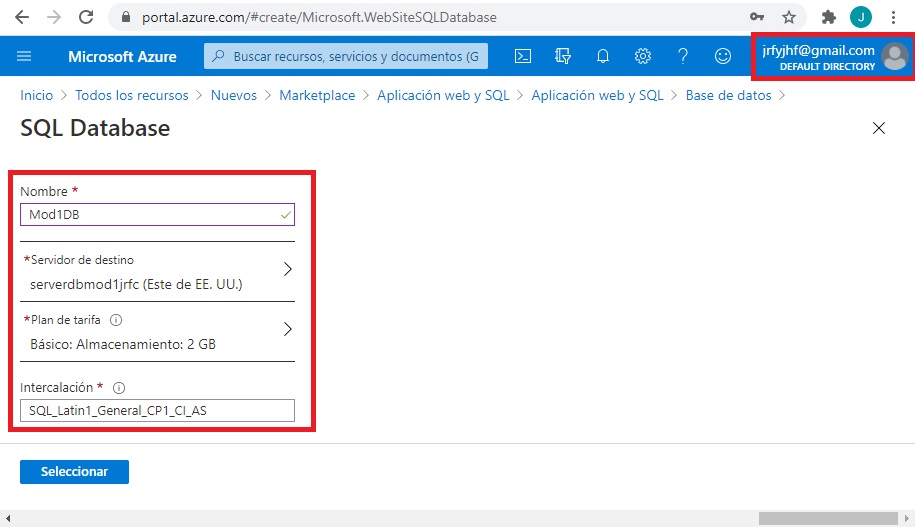 portal.azure.com/#create/Microsoft.WebSiteSQLDatabase
J
Microsoft Azure
Buscar recursos, servicios y documentos (G
jrfyjhf@gmail.com
DEFAULT DIRECTORY
Inicio > Todos los recursos > Nuevos > Marketplace > Aplicación web y SQL > Aplicación web y SQL > Base de datos >
SQL Database
Nombre *
Mod1DB
*Servidor de destino
serverdbmod1jrfc (Este de EE. UU.)
*Plan de tarifa
Básico: Almacenamiento: 2 GB
Intercalación *
SQL_Latin1_General_CP1_CI_AS
Seleccionar